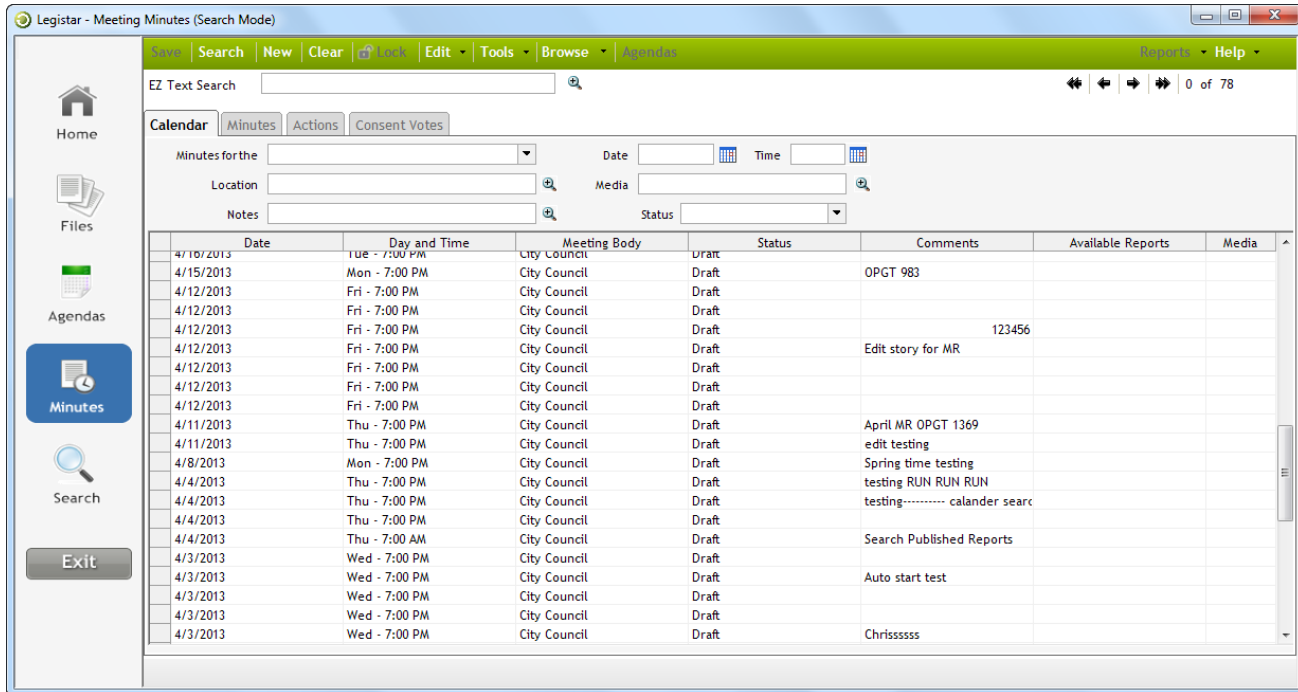 Legistar - Meeting Minutes (Search Mode)
Save Search New Clear Lock Edit Tools Browse Agendas Reports Help
EZ Text Search 0 of 78
Home
Calendar Minutes Actions Consent Votes
Minutes for the Date Time
Location Media
Files
Notes Status
Date Day and Time Meeting Body Status Comments Available Reports Media
4/16/2013 Tue - 7:00 PM City Council Draft
4/15/2013 Mon - 7:00 PM City Council Draft OPGT 983
4/12/2013 Fri - 7:00 PM City Council Draft
Agendas
4/12/2013 Fri - 7:00 PM City Council Draft
4/12/2013 Fri - 7:00 PM City Council Draft 123456
4/12/2013 Fri - 7:00 PM City Council Draft Edit story for MR
4/12/2013 Fri - 7:00 PM City Council Draft
4/12/2013 Fri - 7:00 PM City Council Draft
4/12/2013 Fri - 7:00 PM City Council Draft
Minutes
4/11/2013 Thu - 7:00 PM City Council Draft April MR OPGT 1369
4/11/2013 Thu - 7:00 PM City Council Draft edit testing
4/8/2013 Mon - 7:00 PM City Council Draft Spring time testing
4/4/2013 Thu - 7:00 PM City Council Draft testing RUN RUN RUN
Search
4/4/2013 Thu - 7:00 PM City Council Draft testing---------- calander searc
4/4/2013 Thu - 7:00 PM City Council Draft
4/4/2013 Thu - 7:00 AM City Council Draft Search Published Reports
Exit
4/3/2013 Wed - 7:00 PM City Council Draft
4/3/2013 Wed - 7:00 PM City Council Draft Auto start test
4/3/2013 Wed - 7:00 PM City Council Draft
4/3/2013 Wed - 7:00 PM City Council Draft
4/3/2013 Wed - 7:00 PM City Council Draft Chrissssss